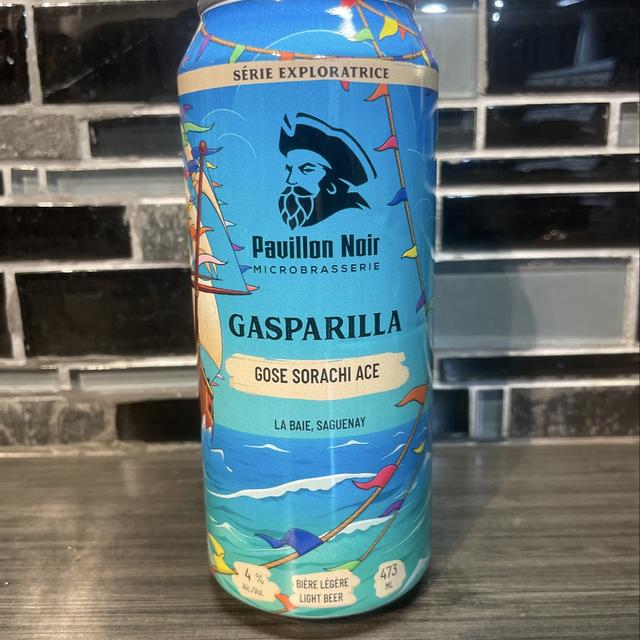 SÉRIE EXPLORATRICE
Pavillon Noir
MICROBRASSERIE
GASPARILLA
GOSE SORACHI ACE
LA BAIE, SAGUENAY
4 %
Alc./Vol.
BIÈRE LÉGÈRE
LIGHT BEER
473
ML